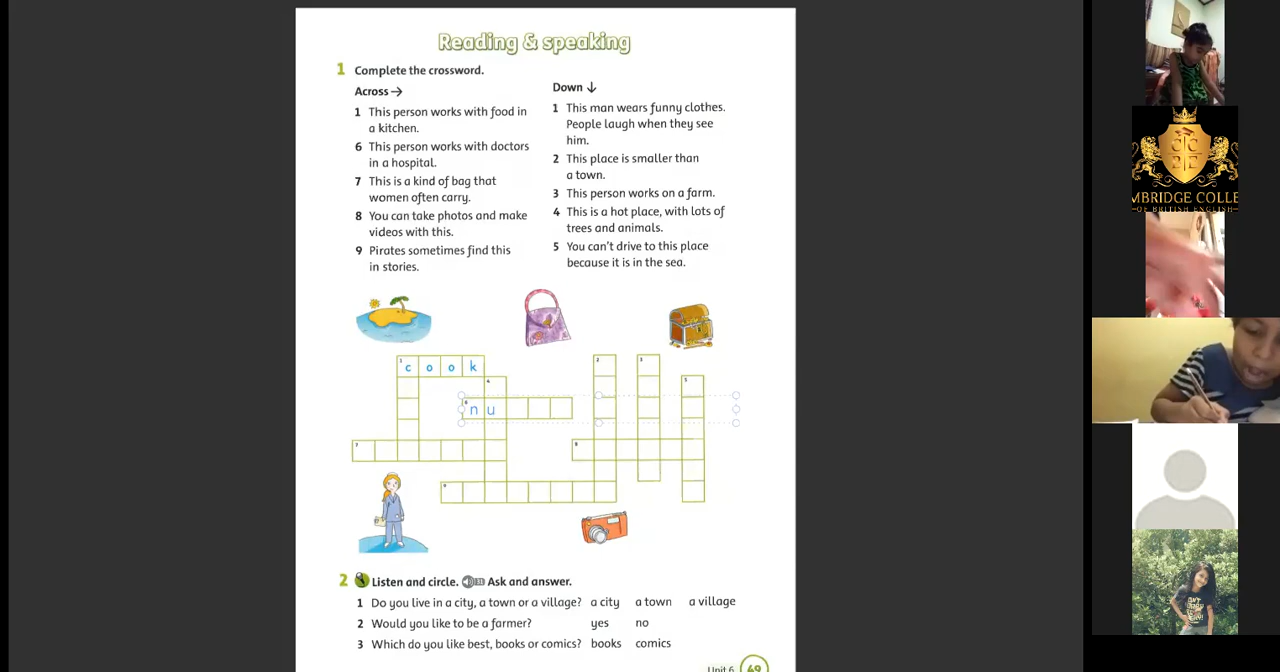 Reading & speaking
1 Complete the crossword.
Across →
1 This person works with food in
a kitchen.
6 This person works with doctors
in a hospital.
7 This is a kind of bag that
women often carry.
8 You can take photos and make
videos with this.
9 Pirates sometimes find this
in stories.
Down ↓
1 This man wears funny clothes.
People laugh when they see
him.
2 This place is smaller than
a town.
3 This person works on a farm.
4 This is a hot place, with lots of
trees and animals.
5 You can't drive to this place
because it is in the sea.
c o o k
n u
2 Listen and circle. Ask and answer.
1 Do you live in a city, a town or a village? a city a town a village
2 Would you like to be a farmer? yes no
3 Which do you like best, books or comics? books comics
Unit 6 49
MBRIDGE COLLE
OF BRITISH ENGLISH